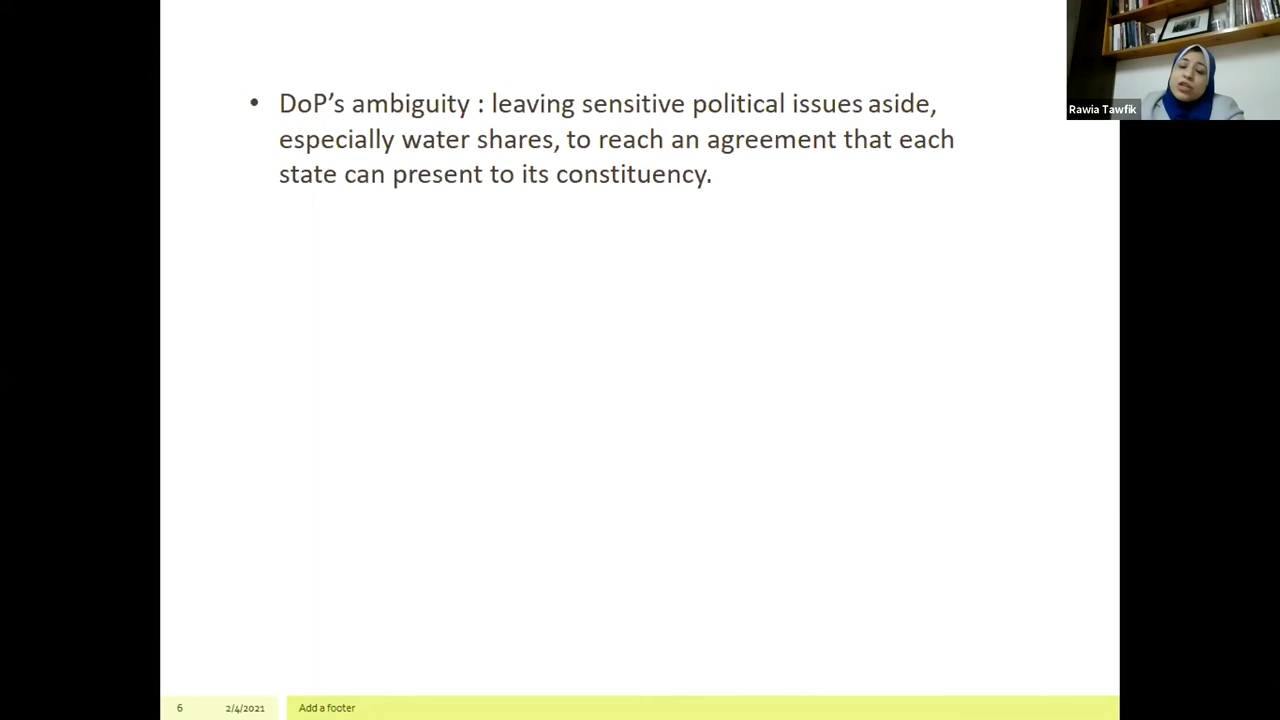 • DoP's ambiguity : leaving sensitive political issues aside,
especially water shares, to reach an agreement that each
state can present to its constituency.
Rawia Tawfik
6 2/4/2021 Add a footer